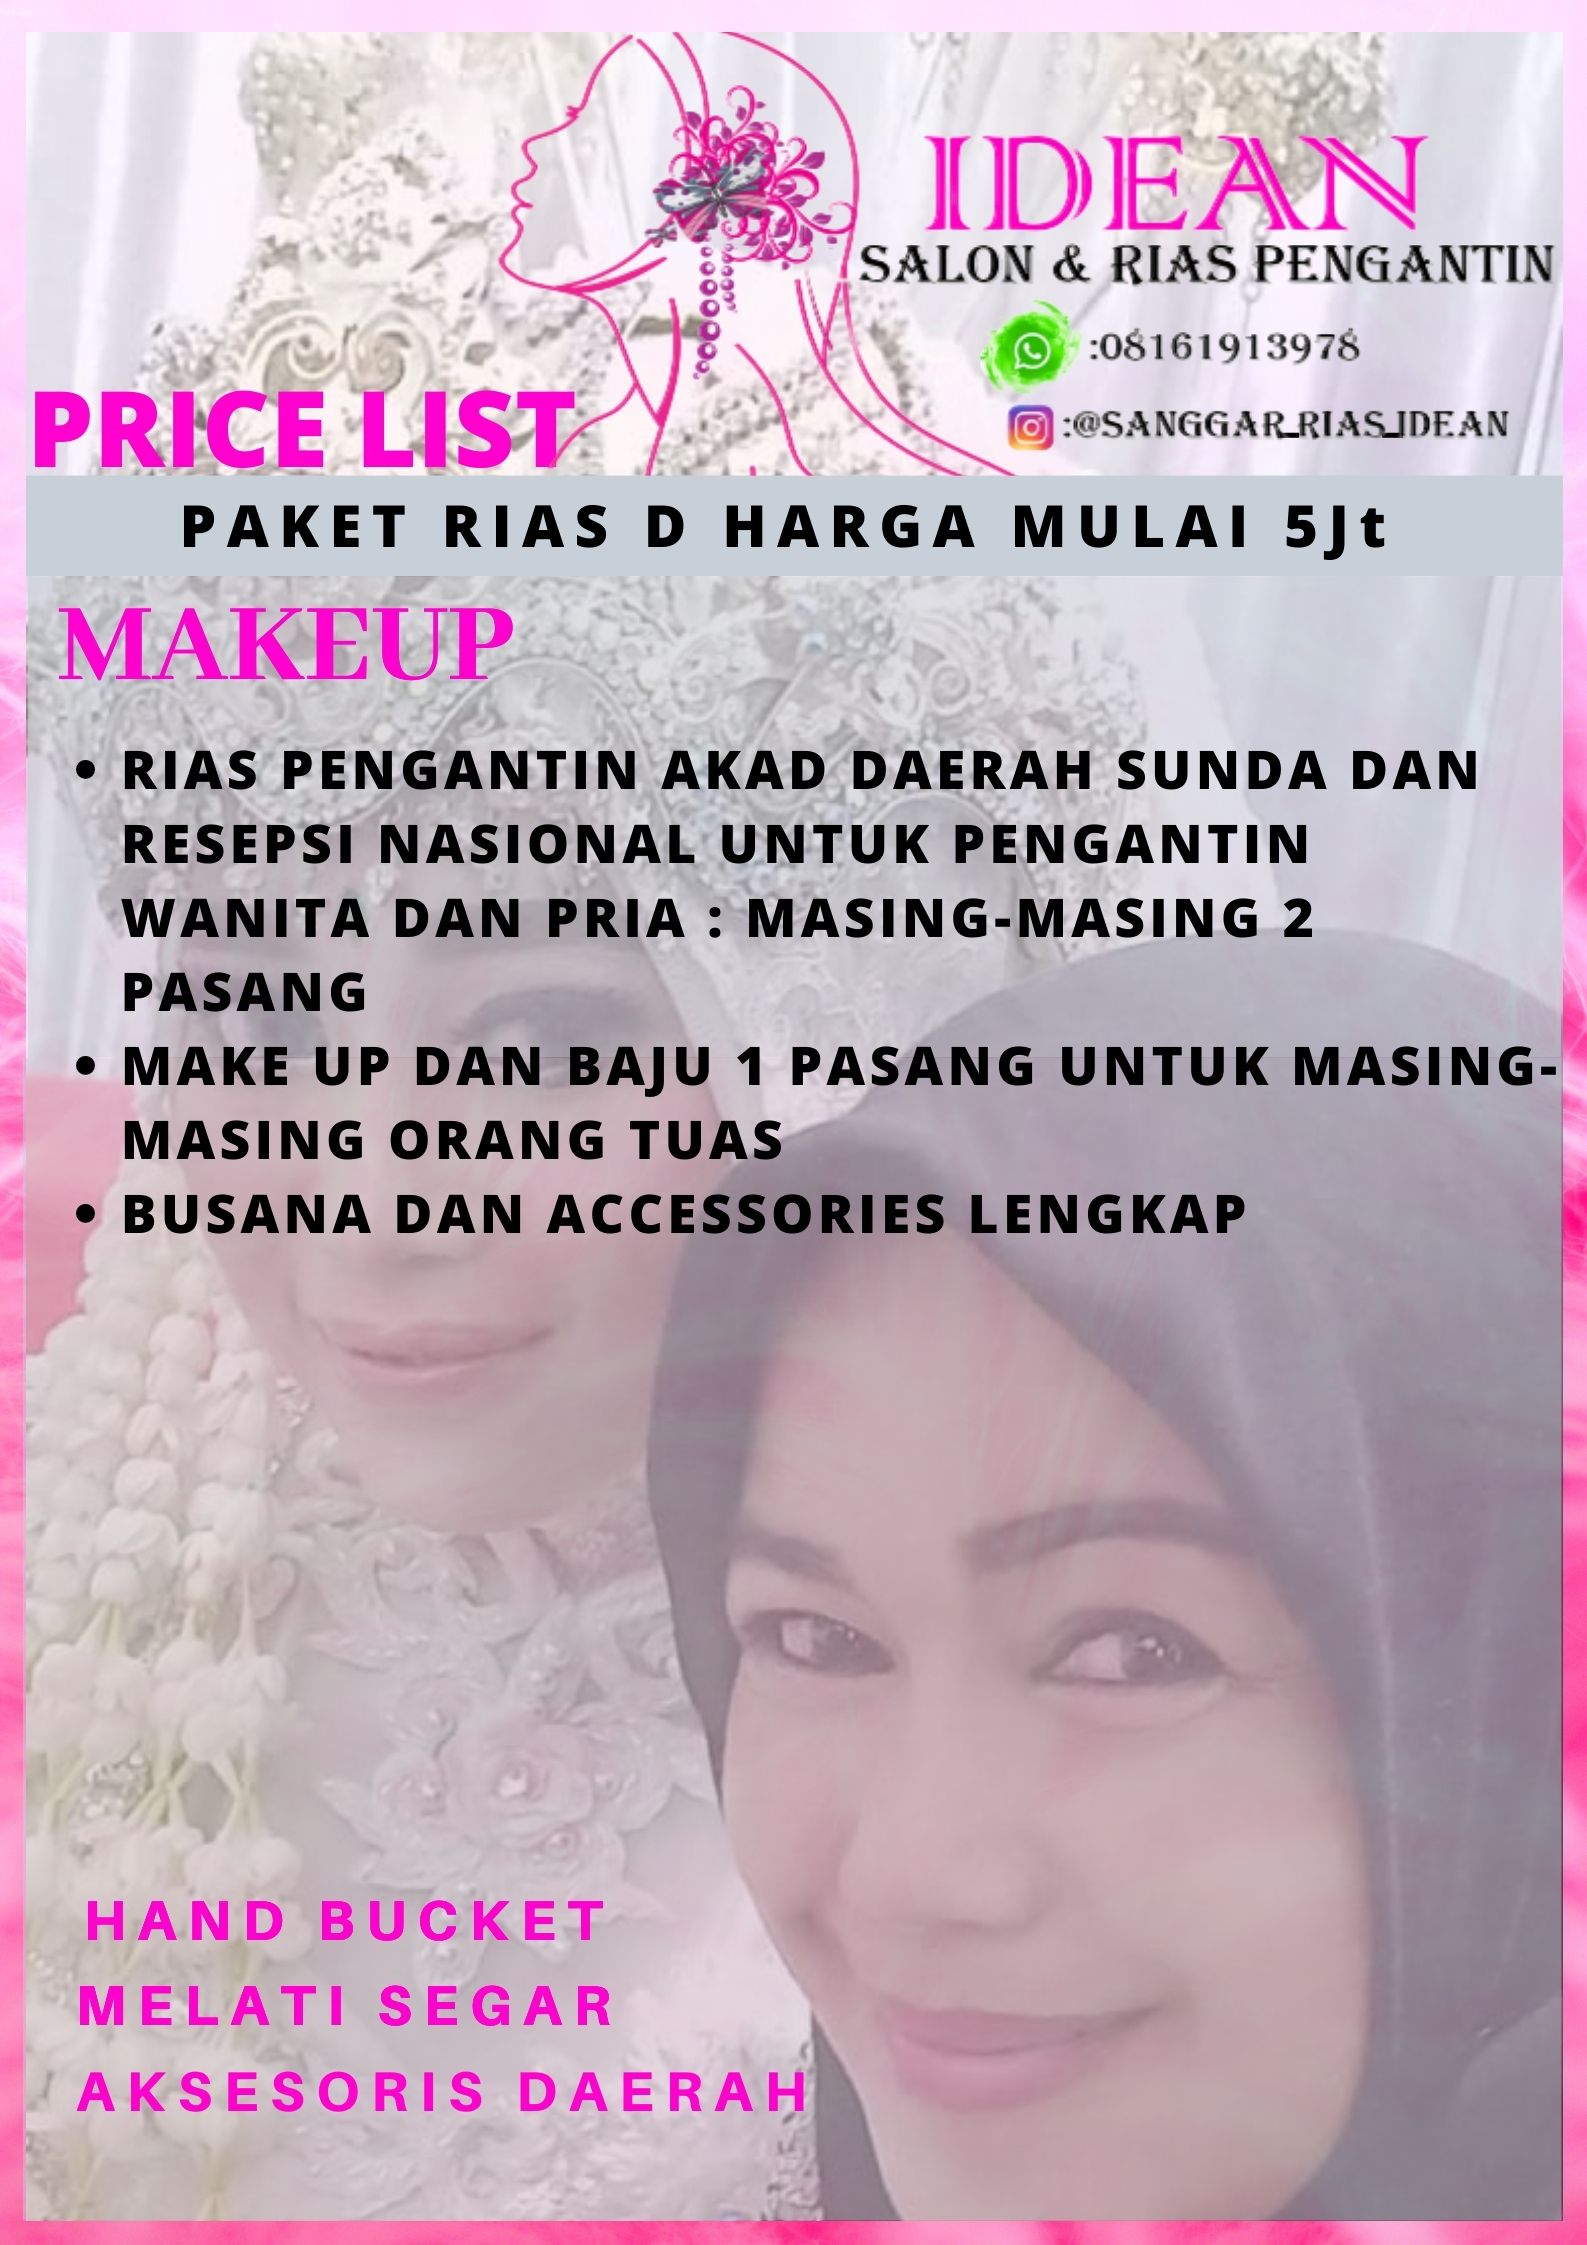 IDEAN
SALON & RIAS PENGANTIN
:08161913978
:@SANGGAR_RIAS_IDEAN
PRICE LIST
PAKET RIAS D HARGA MULAI 5Jt
MAKEUP
• RIAS PENGANTIN AKAD DAERAH SUNDA DAN
RESEPSI NASIONAL UNTUK PENGANTIN
WANITA DAN PRIA : MASING-MASING 2
PASANG
• MAKE UP DAN BAJU 1 PASANG UNTUK MASING-
MASING ORANG TUAS
• BUSANA DAN ACCESSORIES LENGKAP
HAND BUCKET
MELATI SEGAR
AKSESORIS DAERAH